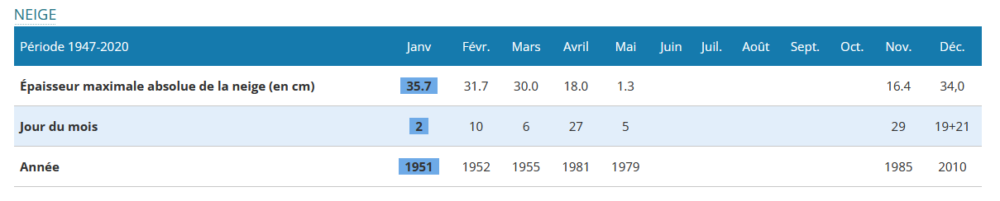 NEIGE
Période 1947-2020 Janv Févr. Mars Avril Mai Juin Juil. Août Sept. Oct. Nov. Déc.
Épaisseur maximale absolue de la neige (en cm) 35.7 31.7 30.0 18.0 1.3 16.4 34,0
Jour du mois 2 10 6 27 5 29 19+21
Année 1951 1952 1955 1981 1979 1985 2010